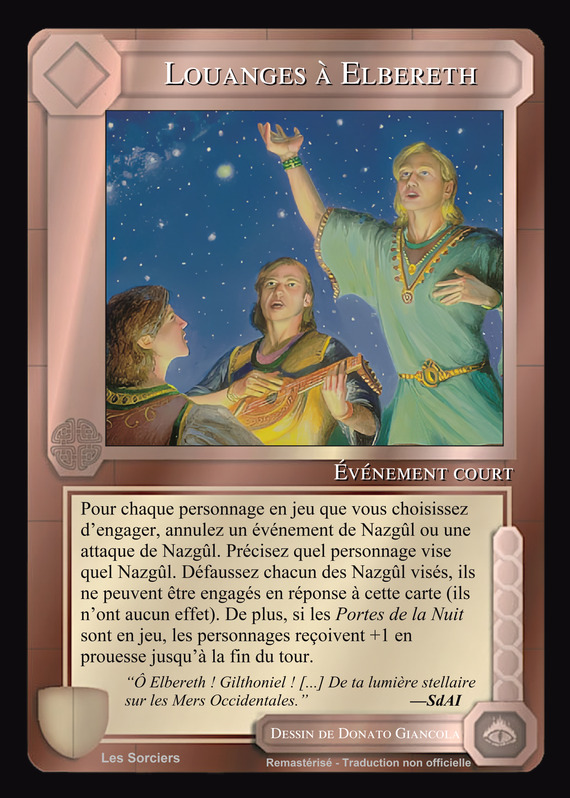 Louanges à Elbereth
Événement court
Pour chaque personnage en jeu que vous choisissez
d’engager, annulez un événement de Nazgûl ou une
attaque de Nazgûl. Précisez quel personnage vise
quel Nazgûl. Défaussez chacun des Nazgûl visés, ils
ne peuvent être engagés en réponse à cette carte (ils
n’ont aucun effet). De plus, si les Portes de la Nuit
sont en jeu, les personnages reçoivent +1 en
prouesse jusqu’à la fin du tour.
“Ô Elbereth ! Gilthoniel ! [...] De ta lumière stellaire
sur les Mers Occidentales.” —SdAI
Dessin de Donato Giancola
Les Sorciers
Remastérisé - Traduction non officielle